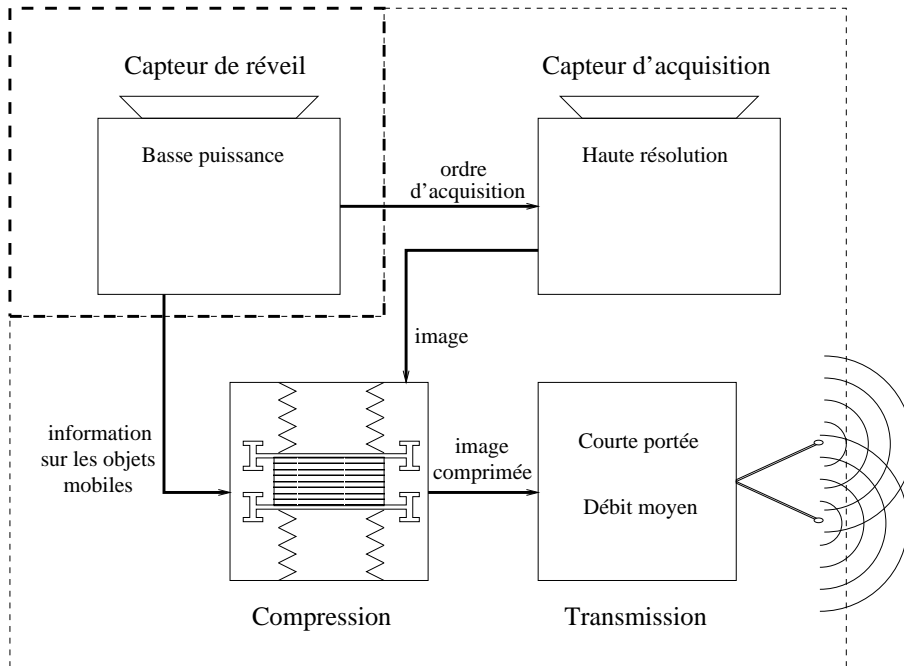 Capteur de réveil
Capteur d'acquisition
Basse puissance
Haute résolution
ordre
d'acquisition
image
information
sur les objets
mobiles
image
comprimée
Courte portée
Débit moyen
Compression
Transmission